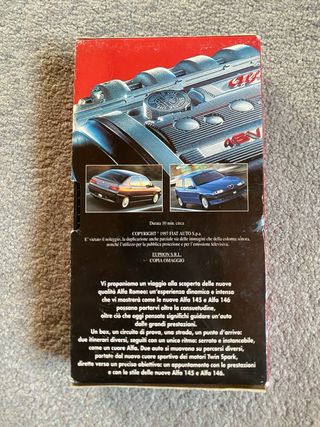 Durata 10 min. circa
COPYRIGHT © 1997 FIAT AUTO S.p.a.
E' vietato il noleggio, la duplicazione anche parziale sia delle immagini che della colonna sonora,
nonché l'utilizzo per la pubblica proiezione e per l'emissione televisiva.
EUPHON S.R.L.
COPIA OMAGGIO
Vi proponiamo un viaggio alla scoperta delle nuove
qualità Alfa Romeo: un'esperienza dinamica e intensa
che vi mostrerà come le nuove Alfa 145 e Alfa 146
possano portarvi oltre la consuetudine,
oltre ciò che oggi pensate significhi guidare un'auto
dalle grandi prestazioni.
Un box, un circuito di prova, una strada, un punto d'arrivo:
due itinerari diversi, seguiti con un unico ritmo: serrato e instancabile,
come un cuore Alfa. Due auto si muovono su percorsi diversi,
portate dal nuovo cuore sportivo dei motori Twin Spark,
dirette verso un preciso obiettivo: un appuntamento con le prestazioni
e con lo stile delle nuove Alfa 145 e Alfa 146.